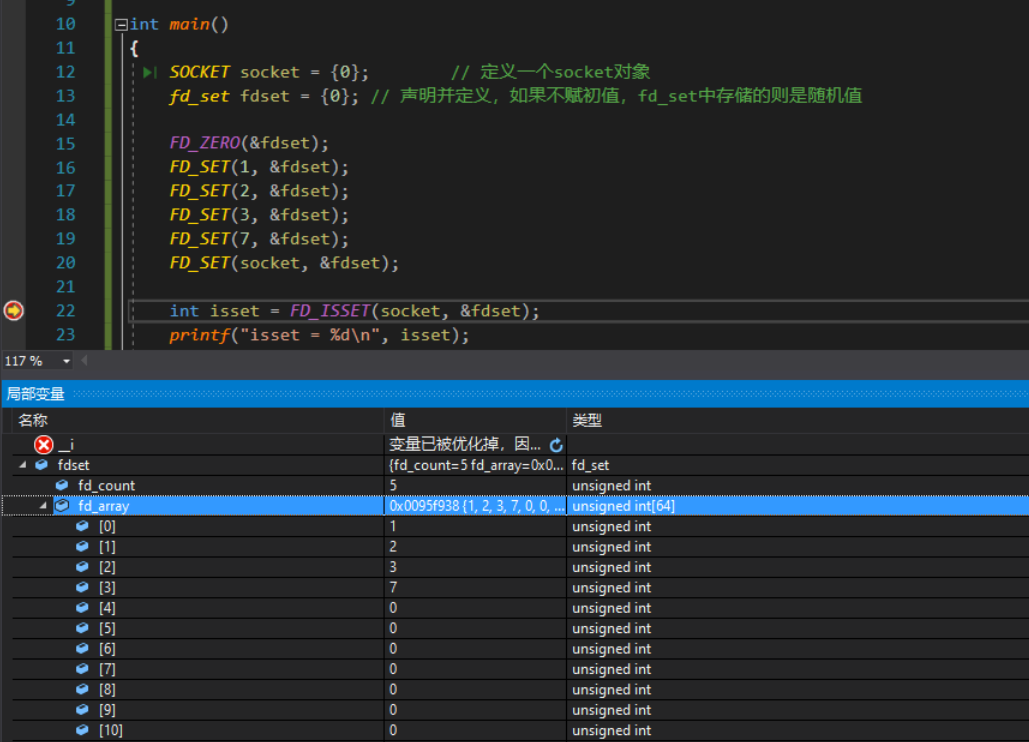 9
10 int main()
11 {
12 SOCKET socket = {0}; // 定义一个socket对象
13 fd_set fdset = {0}; // 声明并定义，如果不赋初值，fd_set中存储的则是随机值
14
15 FD_ZERO(&fdset);
16 FD_SET(1, &fdset);
17 FD_SET(2, &fdset);
18 FD_SET(3, &fdset);
19 FD_SET(7, &fdset);
20 FD_SET(socket, &fdset);
21
22 int isset = FD_ISSET(socket, &fdset);
23 printf("isset = %d\n", isset);
117 %
局部变量
名称 值 类型
__i 变量已被优化掉，因...
fdset {fd_count=5 fd_array=0x0... fd_set
fd_count 5 unsigned int
fd_array 0x0095f938 {1, 2, 3, 7, 0, 0, ... unsigned int[64]
[0] 1 unsigned int
[1] 2 unsigned int
[2] 3 unsigned int
[3] 7 unsigned int
[4] 0 unsigned int
[5] 0 unsigned int
[6] 0 unsigned int
[7] 0 unsigned int
[8] 0 unsigned int
[9] 0 unsigned int
[10] 0 unsigned int